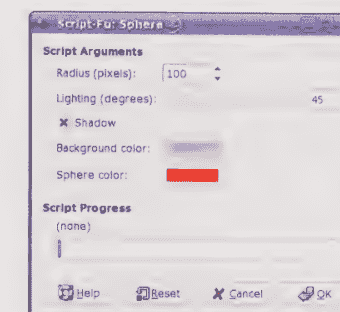 Script-Fu: Sphere
Script Arguments
Radius (pixels): 100
Lighting (degrees): 45
Shadow
Background color:
Sphere color:
Script Progress
(none)
Help Reset Cancel OK